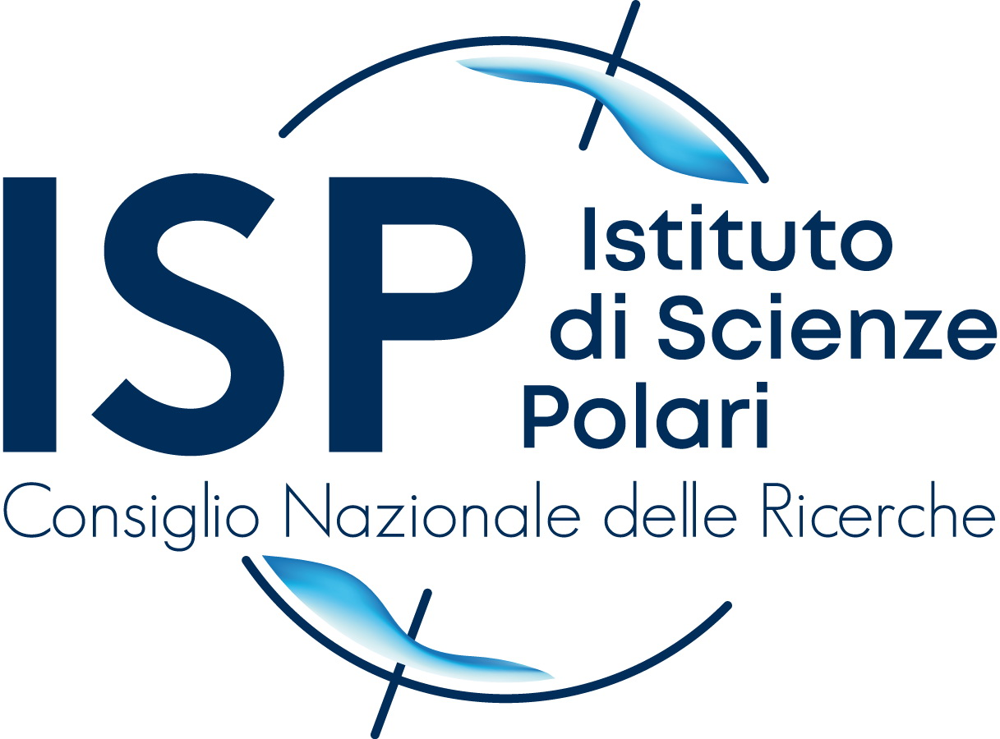 ISP
Istituto
di Scienze
Polari
Consiglio Nazionale delle Ricerche